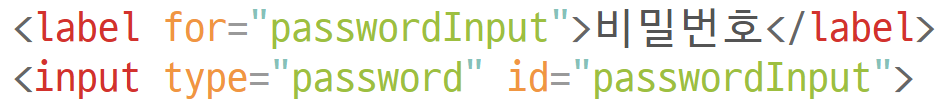 <label for="passwordInput">비밀번호</label>
<input type="password" id="passwordInput">